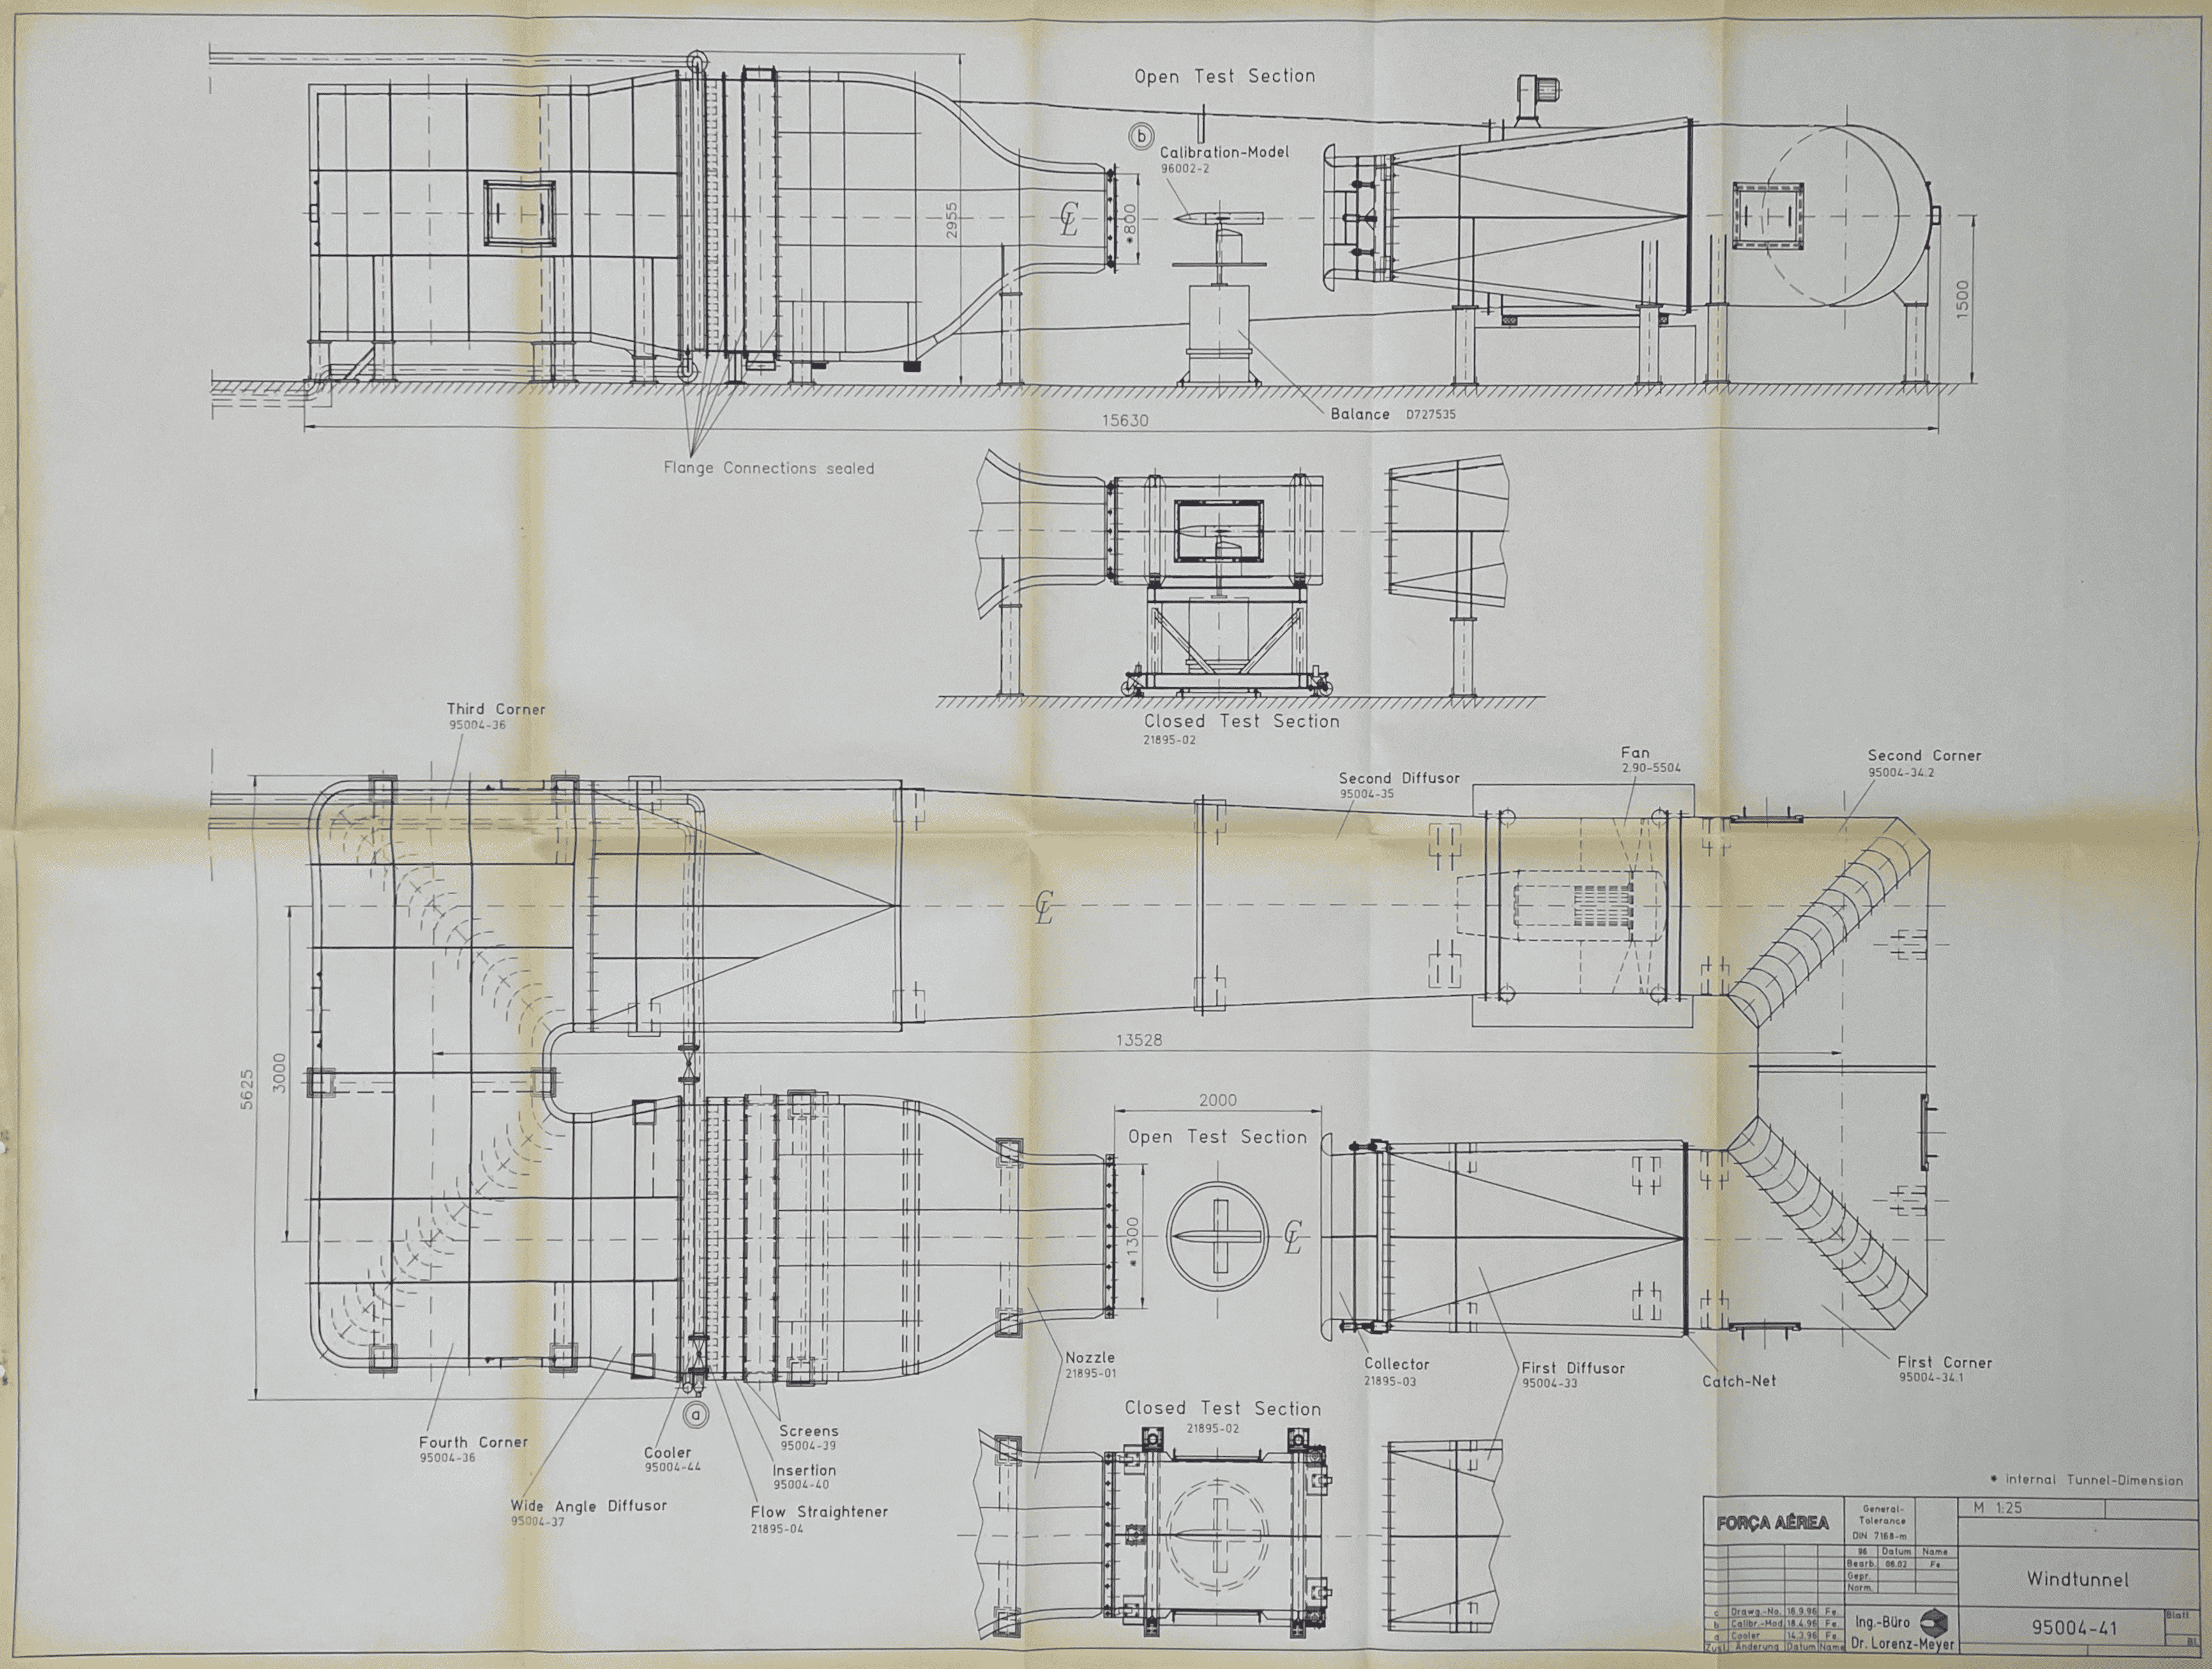 Open Test Section
b
Calibration-Model
96002-2
2955
CL
*800
1500
Balance D727535
15630
Flange Connections sealed
Closed Test Section
21895-02
Third Corner
95004-36
Fan
2.90-5504
Second Corner
95004-34.2
Second Diffusor
95004-35
CL
13528
5625
3000
2000
Open Test Section
*1300
CL
Nozzle
21895-01
Collector
21895-03
First Diffusor
95004-33
Catch-Net
First Corner
95004-34.1
a
Closed Test Section
21895-02
Fourth Corner
95004-36
Cooler
95004-44
Screens
95004-39
Insertion
95004-40
Wide Angle Diffusor
95004-37
Flow Straightener
21895-04
* internal Tunnel-Dimension
FORÇA AÉREA
General-
Tolerance
DIN 7168-m
M 1:25
96 Datum Name
Bearb. 06.02 Fe.
Gepr.
Norm.
Windtunnel
c Drawg.-No. 16.9.96 Fe.
b Calibr.-Mod. 18.4.96 Fe.
a Cooler 14.3.96 Fe.
Zust. Änderung Datum Name
Ing.-Büro
Dr. Lorenz-Meyer
95004-41
Blatt
Bl.